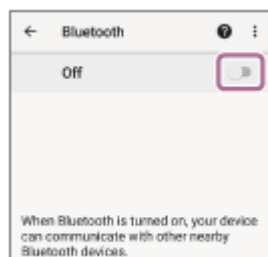 Bluetooth
Off
When Bluetooth is turned on, your device
can communicate with other nearby
Bluetooth devices.